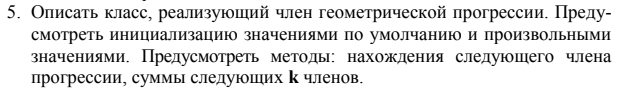 5. Описать класс, реализующий член геометрической прогрессии. Преду-
смотреть инициализацию значениями по умолчанию и произвольными
значениями. Предусмотреть методы: нахождения следующего члена
прогрессии, суммы следующих k членов.